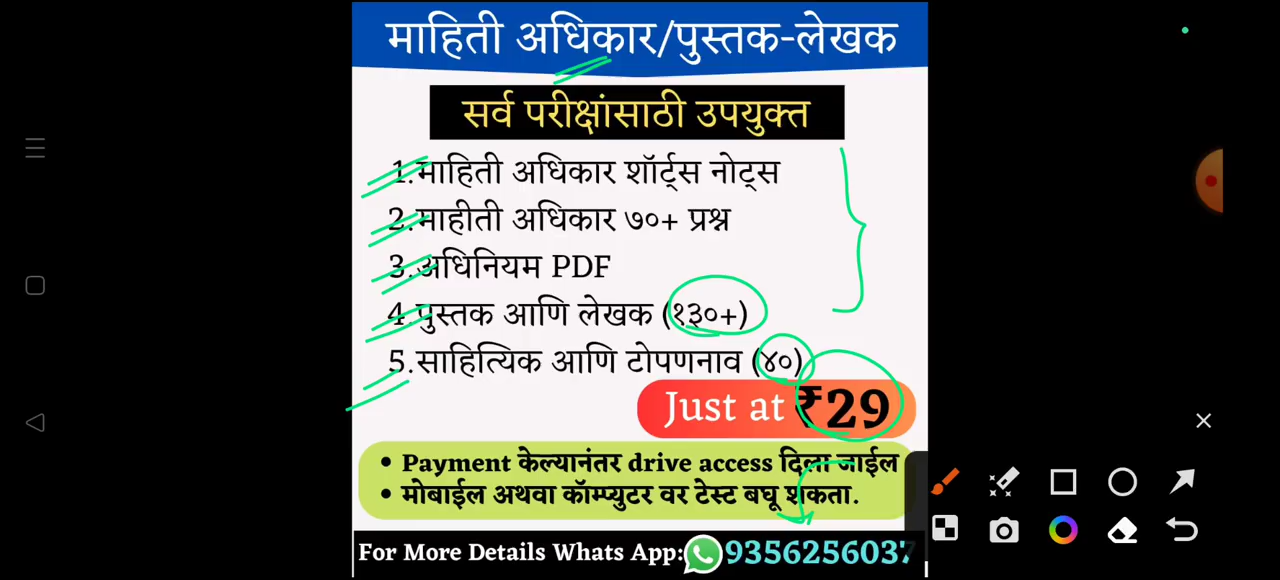 माहिती अधिकार/पुस्तक-लेखक
सर्व परीक्षांसाठी उपयुक्त
1.माहिती अधिकार शॉर्ट्स नोट्स
2.माहीती अधिकार ७०+ प्रश्न
3.अधिनियम PDF
4.पुस्तक आणि लेखक (१३०+)
5.साहित्यिक आणि टोपणनाव (४०)
Just at ₹29
• Payment केल्यानंतर drive access दिला जाईल
• मोबाईल अथवा कॉम्प्युटर वर टेस्ट बघू शकता.
For More Details Whats App: 9356256037